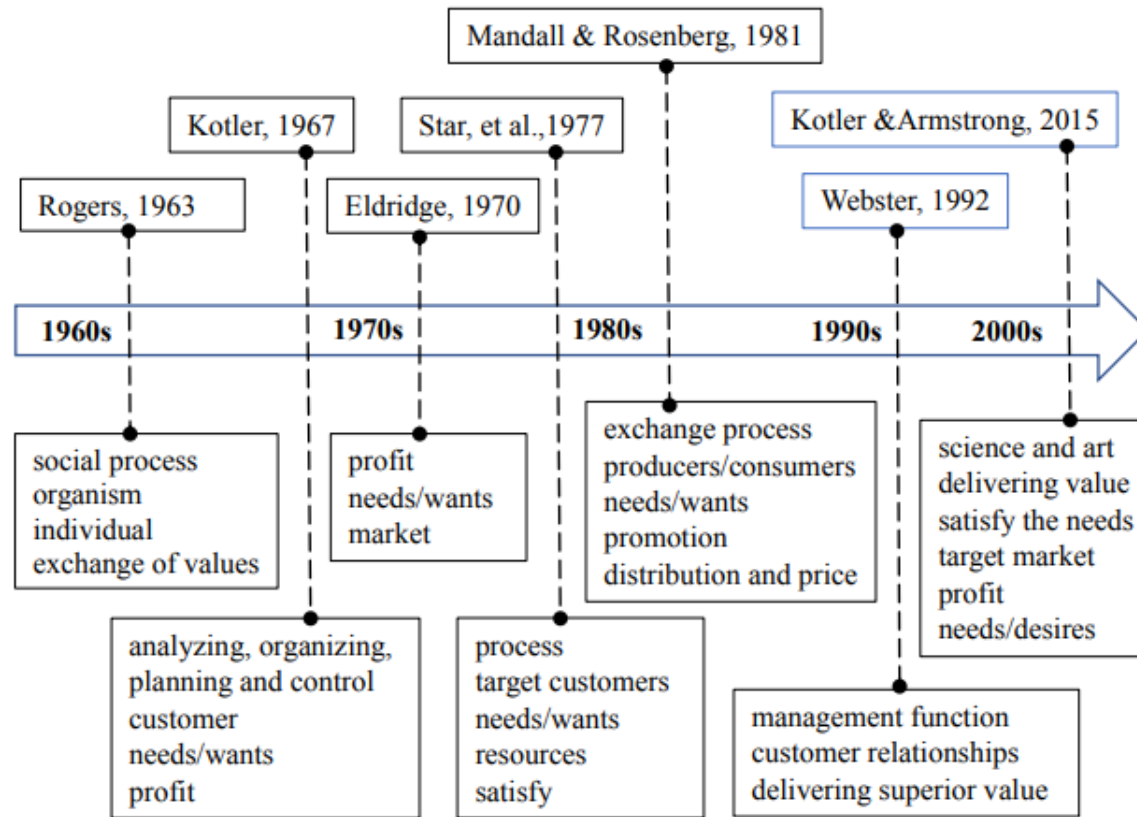 Mandall & Rosenberg, 1981
Kotler, 1967
Star, et al.,1977
Kotler &Armstrong, 2015
Rogers, 1963
Eldridge, 1970
Webster, 1992
1960s
1970s
1980s
1990s
2000s
social process
organism
individual
exchange of values
profit
needs/wants
market
exchange process
producers/consumers
needs/wants
promotion
distribution and price
science and art
delivering value
satisfy the needs
target market
profit
needs/desires
analyzing, organizing,
planning and control
customer
needs/wants
profit
process
target customers
needs/wants
resources
satisfy
management function
customer relationships
delivering superior value